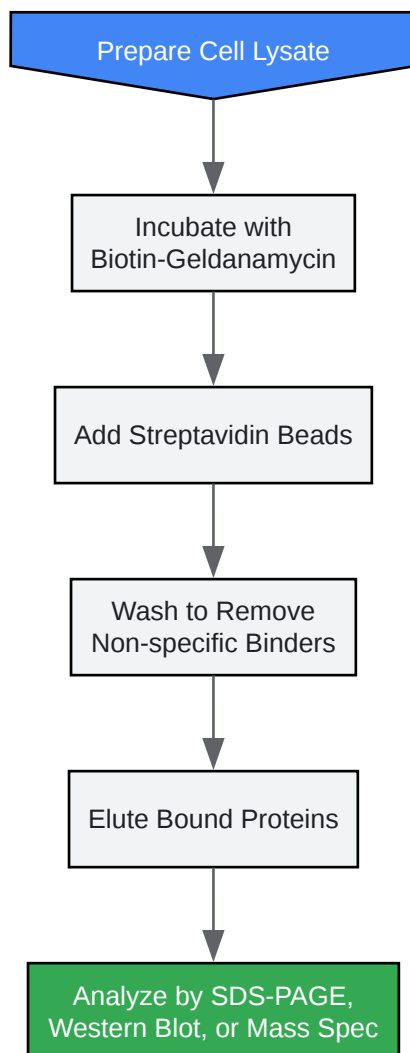 Prepare Cell Lysate
Incubate with
Biotin-Geldanamycin
Add Streptavidin Beads
Wash to Remove
Non-specific Binders
Elute Bound Proteins
Analyze by SDS-PAGE,
Western Blot, or Mass Spec